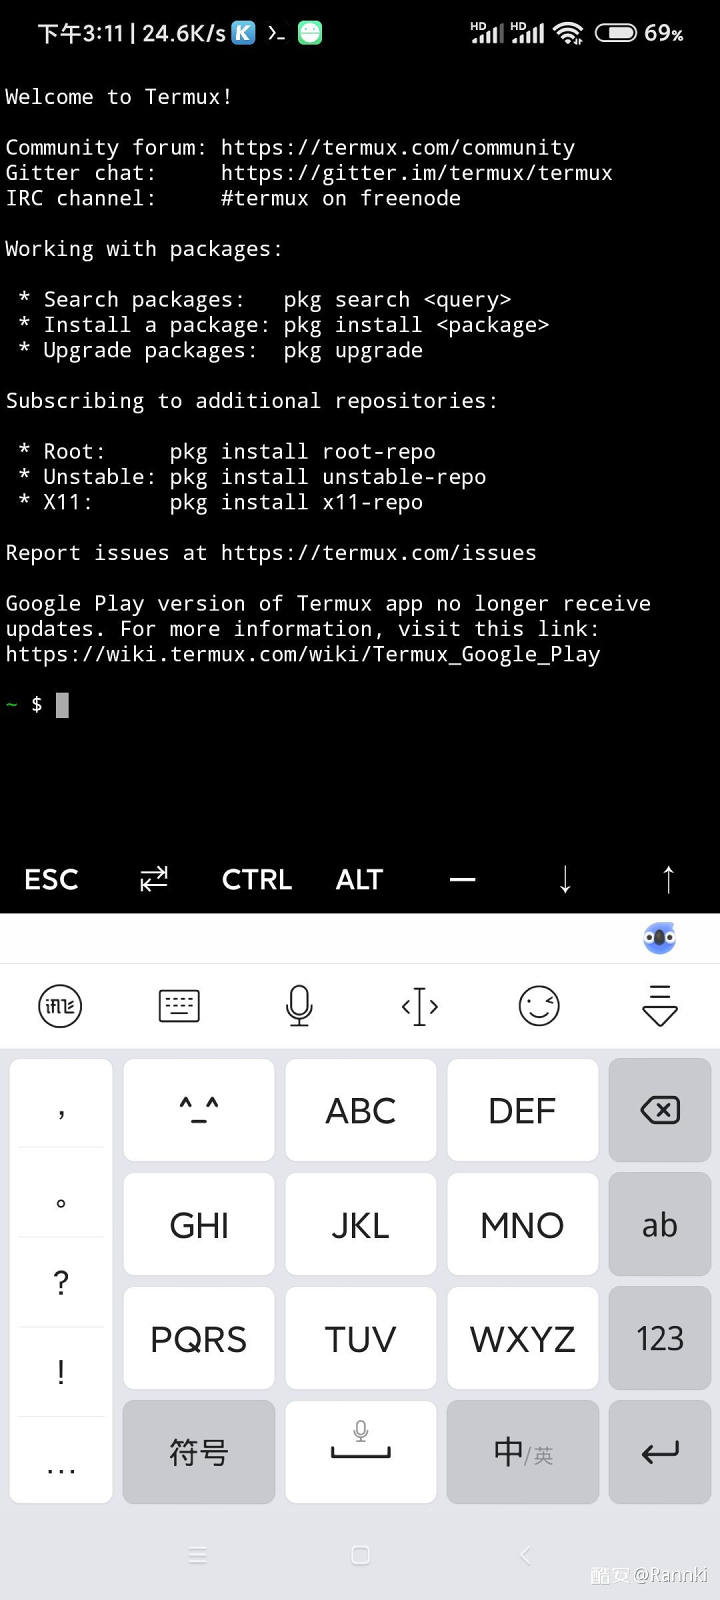 下午3:11 | 24.6K/s K HD HD 69%
Welcome to Termux!
Community forum: https://termux.com/community
Gitter chat: https://gitter.im/termux/termux
IRC channel: #termux on freenode
Working with packages:
* Search packages: pkg search <query>
* Install a package: pkg install <package>
* Upgrade packages: pkg upgrade
Subscribing to additional repositories:
* Root: pkg install root-repo
* Unstable: pkg install unstable-repo
* X11: pkg install x11-repo
Report issues at https://termux.com/issues
Google Play version of Termux app no longer receive
updates. For more information, visit this link:
https://wiki.termux.com/wiki/Termux_Google_Play
~ $
ESC ⇄ CTRL ALT — ↓ ↑
, ^_^ ABC DEF
。 GHI JKL MNO ab
? PQRS TUV WXYZ 123
!
... 符号 中/英
酷安 @Rannki